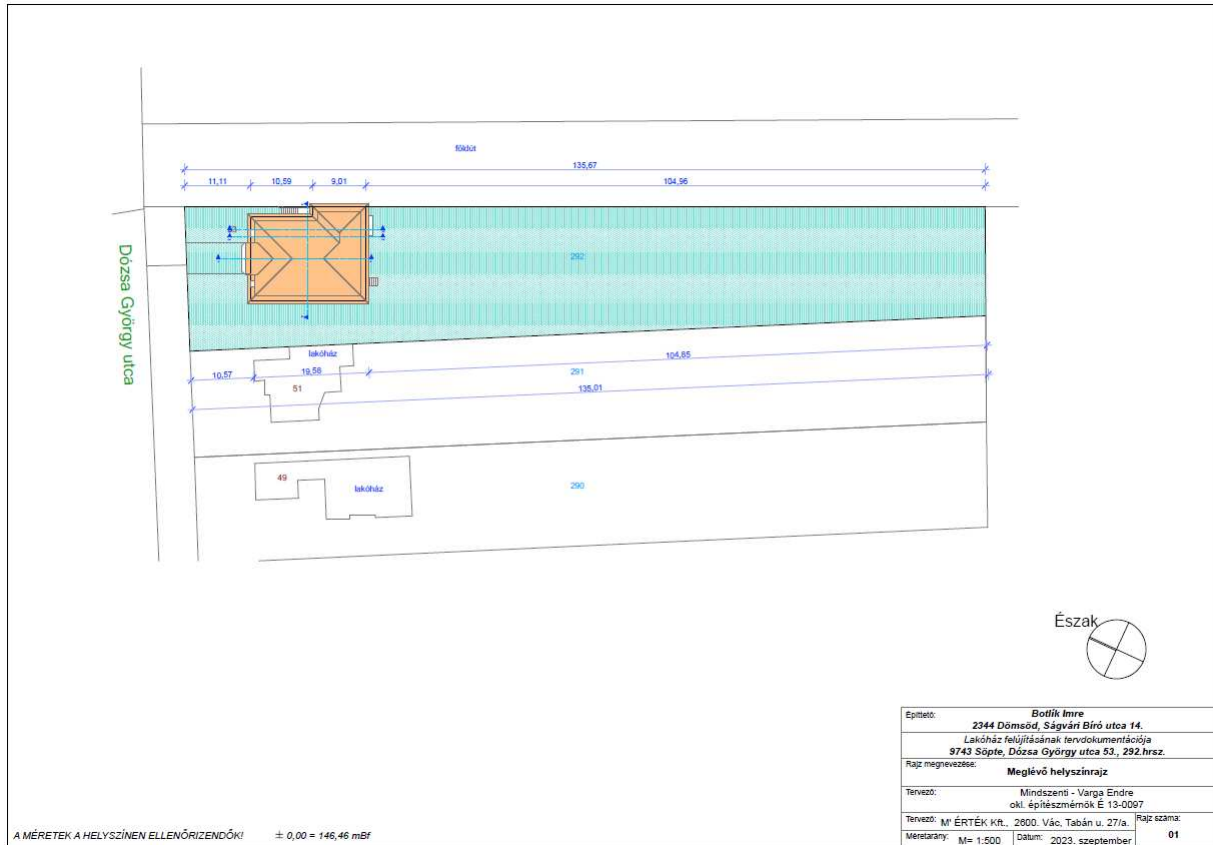 földút
135,67
11,11 10,59 9,01 104,96
53
292
Dózsa György utca
lakóház
104,65
10,57 19,58 291
51 135,01
49
lakóház 290
Észak
Építtető: Botlik Imre
2344 Dömsöd, Ságvári Bíró utca 14.
Lakóház felújításának tervdokumentációja
9743 Söpte, Dózsa György utca 53., 292.hrsz.
Rajz megnevezése:
Meglévő helyszínrajz
Tervező: Mindszenti - Varga Endre
okl. építészmérnök É 13-0097
Tervező: M' ÉRTÉK Kft., 2600. Vác, Tabán u. 27/a. Rajz száma:
Méretarány: M= 1:500 Dátum: 2023. szeptember 01
A MÉRETEK A HELYSZÍNEN ELLENŐRIZENDŐK! ± 0,00 = 146,46 mBf